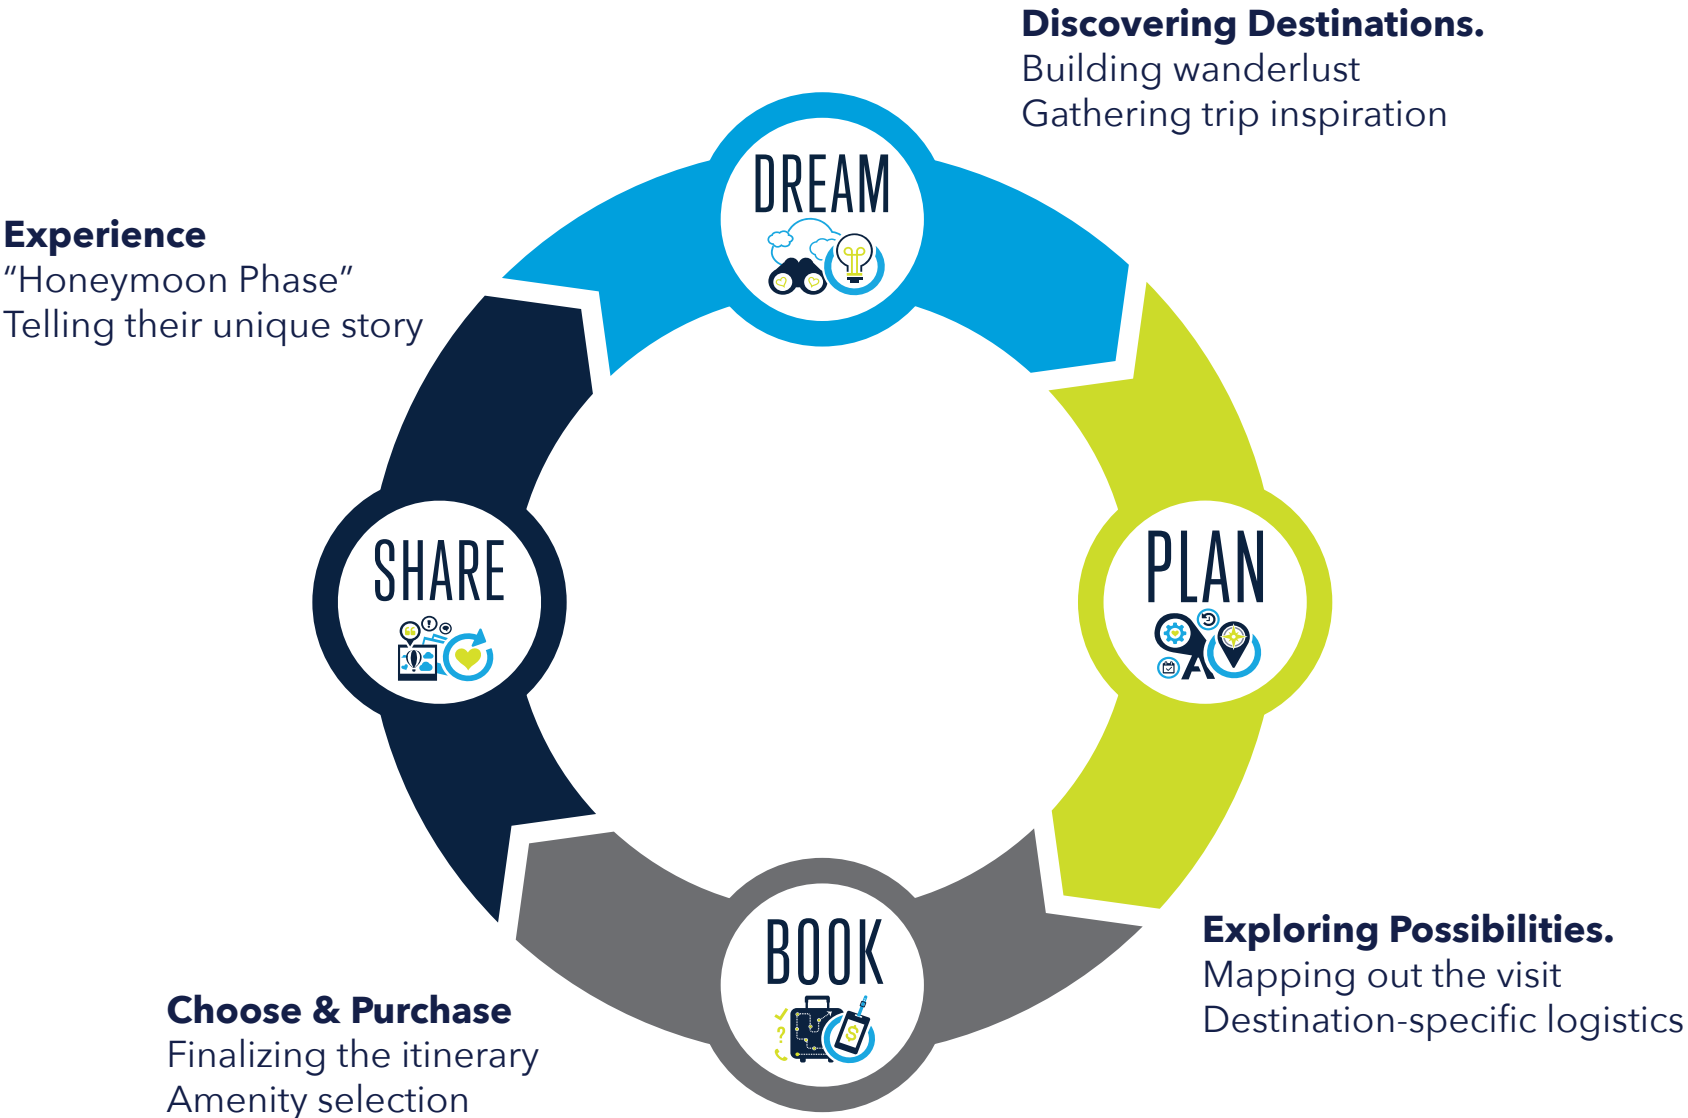 Discovering Destinations.
Building wanderlust
Gathering trip inspiration
DREAM
Experience
“Honeymoon Phase”
Telling their unique story
SHARE
PLAN
Exploring Possibilities.
Mapping out the visit
Destination-specific logistics
BOOK
Choose & Purchase
Finalizing the itinerary
Amenity selection